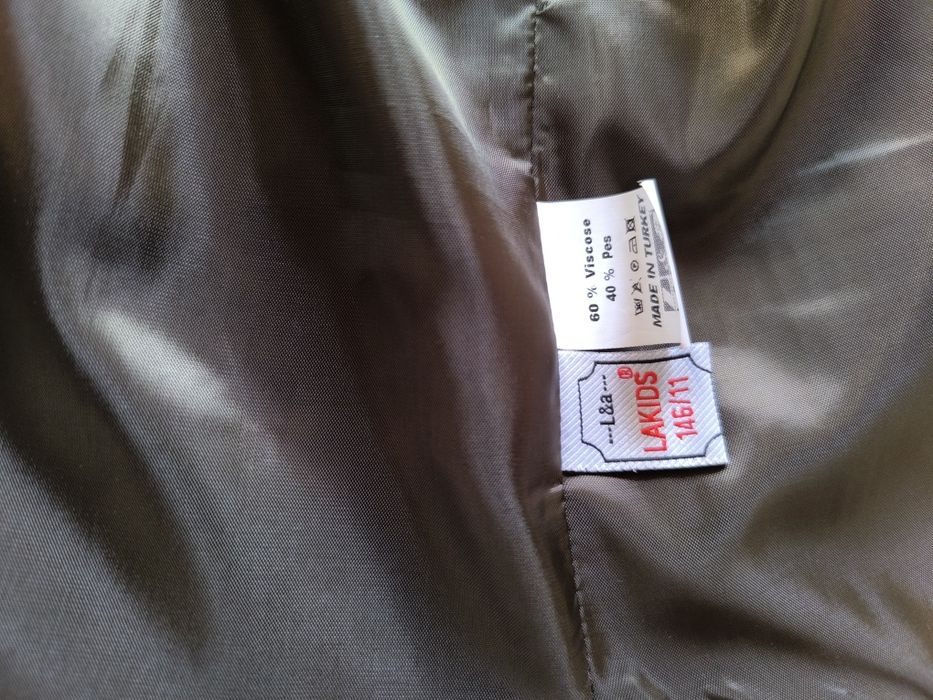 60 % Viscose
40 % Pes
MADE IN TURKEY
---L&a---
LAKIDS®
146/11